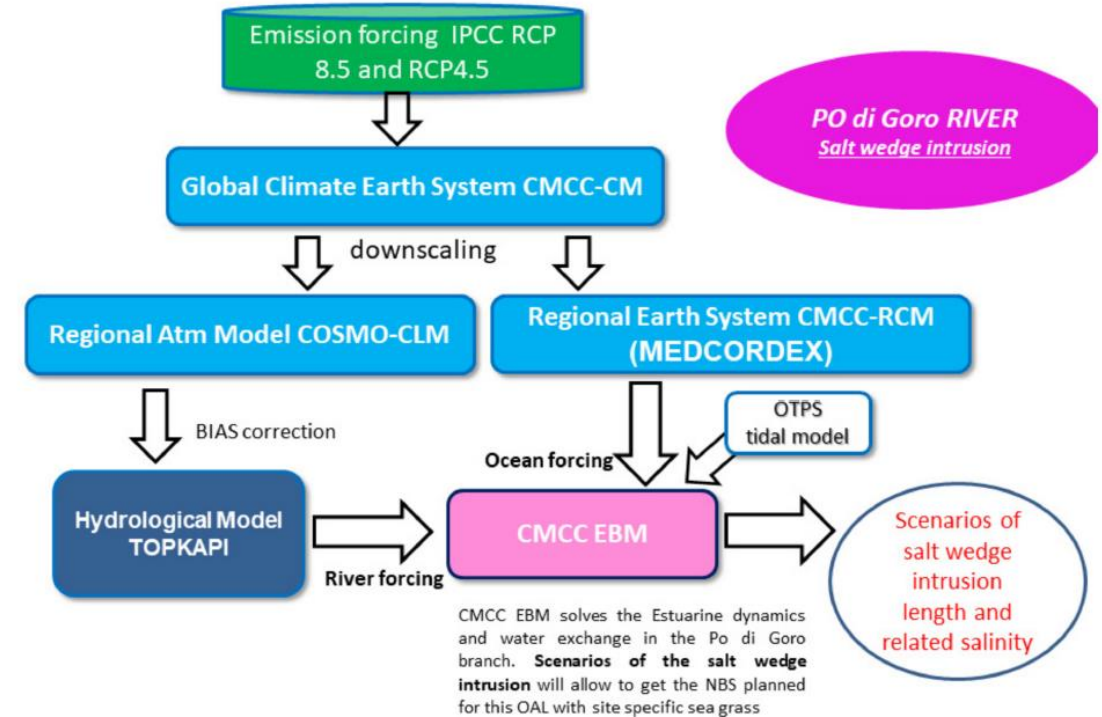 Emission forcing IPCC RCP
8.5 and RCP4.5
PO di Goro RIVER
Salt wedge intrusion
Global Climate Earth System CMCC-CM
downscaling
Regional Atm Model COSMO-CLM
Regional Earth System CMCC-RCM
(MEDCORDEX)
OTPS
tidal model
BIAS correction
Ocean forcing
Hydrological Model
TOPKAPI
River forcing
CMCC EBM
Scenarios of
salt wedge
intrusion
length and
related salinity
CMCC EBM solves the Estuarine dynamics
and water exchange in the Po di Goro
branch. Scenarios of the salt wedge
intrusion will allow to get the NBS planned
for this OAL with site specific sea grass